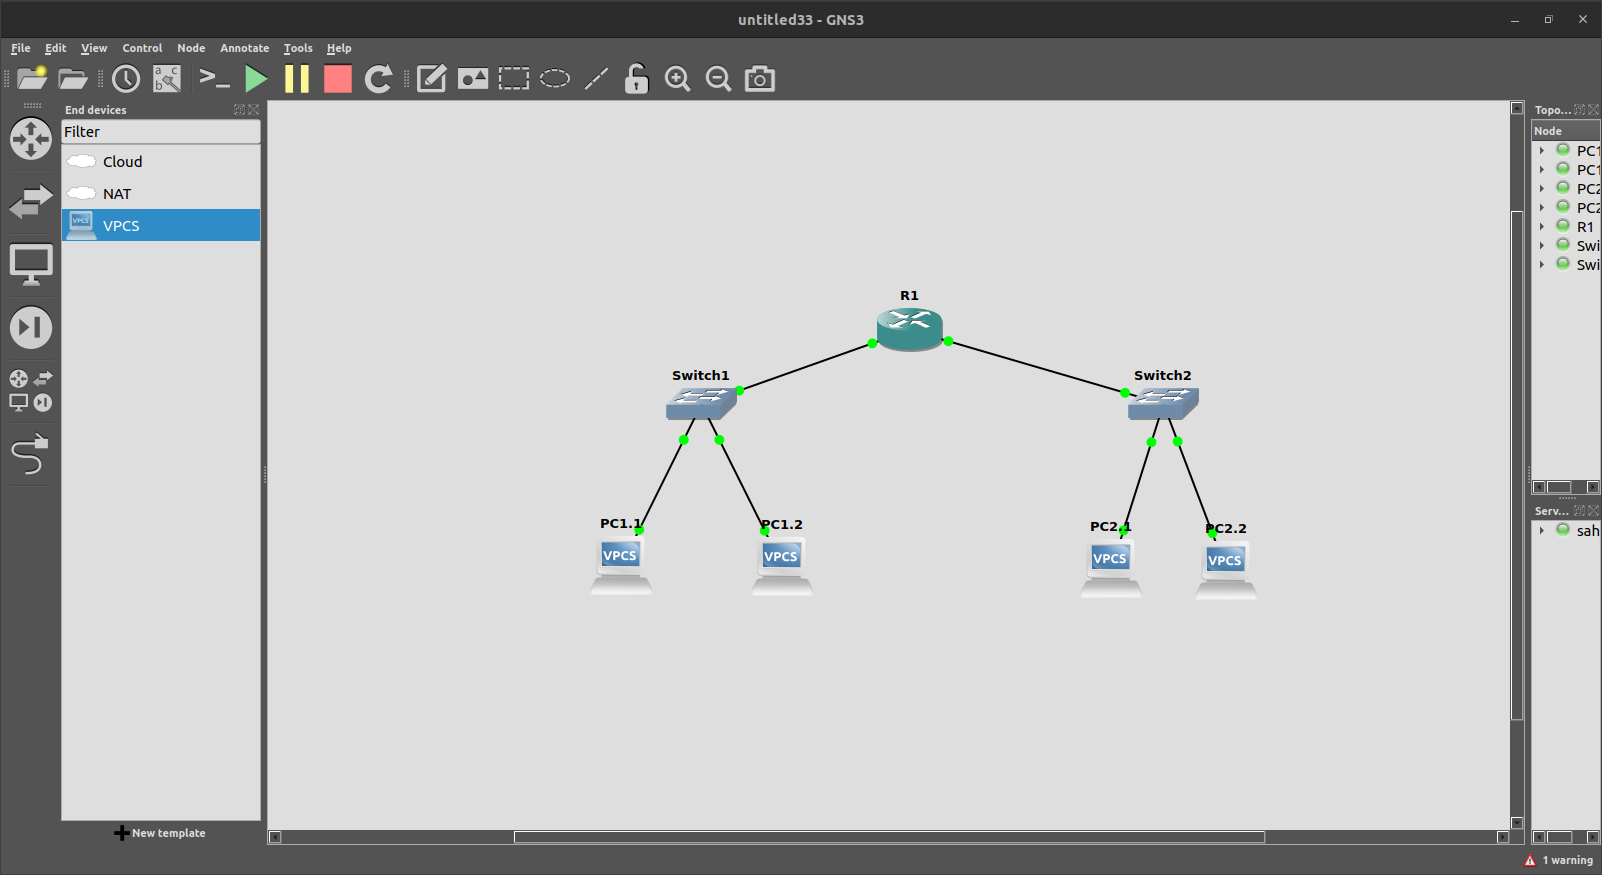 untitled33 - GNS3
File Edit View Control Node Annotate Tools Help
End devices
Filter
Cloud
NAT
VPCS
New template
R1
Switch1
Switch2
PC1.1
PC1.2
PC2.1
PC2.2
VPCS
VPCS
VPCS
VPCS
Topo...
Node
PC1
PC1
PC2
PC2
R1
Swi
Swi
Serv...
sah
1 warning